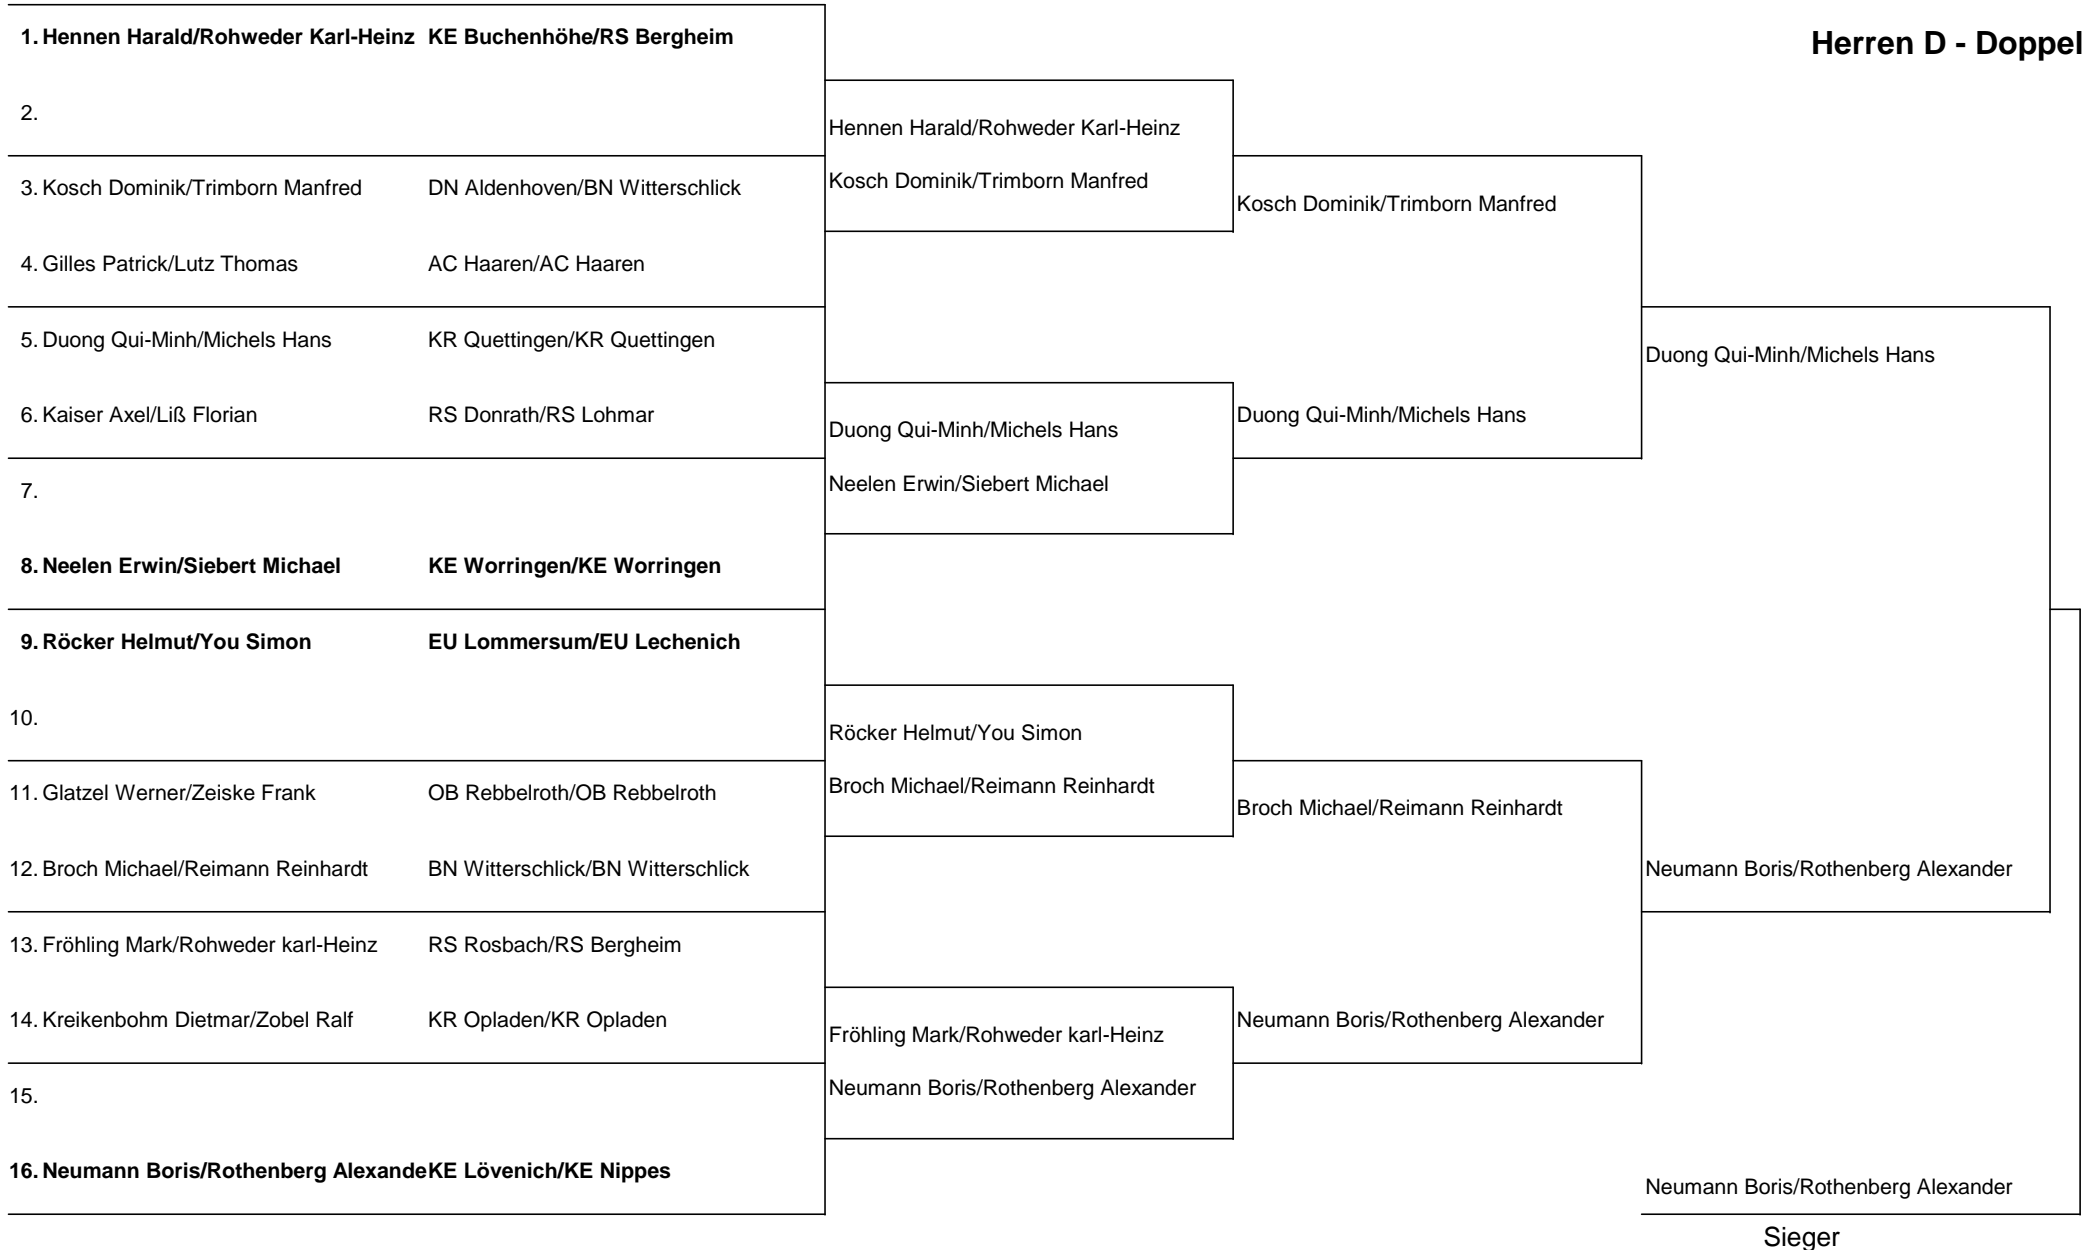 Herren D - Doppel
1. Hennen Harald/Rohweder Karl-Heinz KE Buchenhöhe/RS Bergheim
2.
3. Kosch Dominik/Trimborn Manfred DN Aldenhoven/BN Witterschlick
4. Gilles Patrick/Lutz Thomas AC Haaren/AC Haaren
5. Duong Qui-Minh/Michels Hans KR Quettingen/KR Quettingen
6. Kaiser Axel/Liß Florian RS Donrath/RS Lohmar
7.
8. Neelen Erwin/Siebert Michael KE Worringen/KE Worringen
9. Röcker Helmut/You Simon EU Lommersum/EU Lechenich
10.
11. Glatzel Werner/Zeiske Frank OB Rebbelroth/OB Rebbelroth
12. Broch Michael/Reimann Reinhardt BN Witterschlick/BN Witterschlick
13. Fröhling Mark/Rohweder karl-Heinz RS Rosbach/RS Bergheim
14. Kreikenbohm Dietmar/Zobel Ralf KR Opladen/KR Opladen
15.
16. Neumann Boris/Rothenberg Alexande KE Lövenich/KE Nippes
Hennen Harald/Rohweder Karl-Heinz
Kosch Dominik/Trimborn Manfred
Duong Qui-Minh/Michels Hans
Neelen Erwin/Siebert Michael
Röcker Helmut/You Simon
Broch Michael/Reimann Reinhardt
Fröhling Mark/Rohweder karl-Heinz
Neumann Boris/Rothenberg Alexander
Kosch Dominik/Trimborn Manfred
Duong Qui-Minh/Michels Hans
Broch Michael/Reimann Reinhardt
Neumann Boris/Rothenberg Alexander
Duong Qui-Minh/Michels Hans
Neumann Boris/Rothenberg Alexander
Neumann Boris/Rothenberg Alexander
Sieger